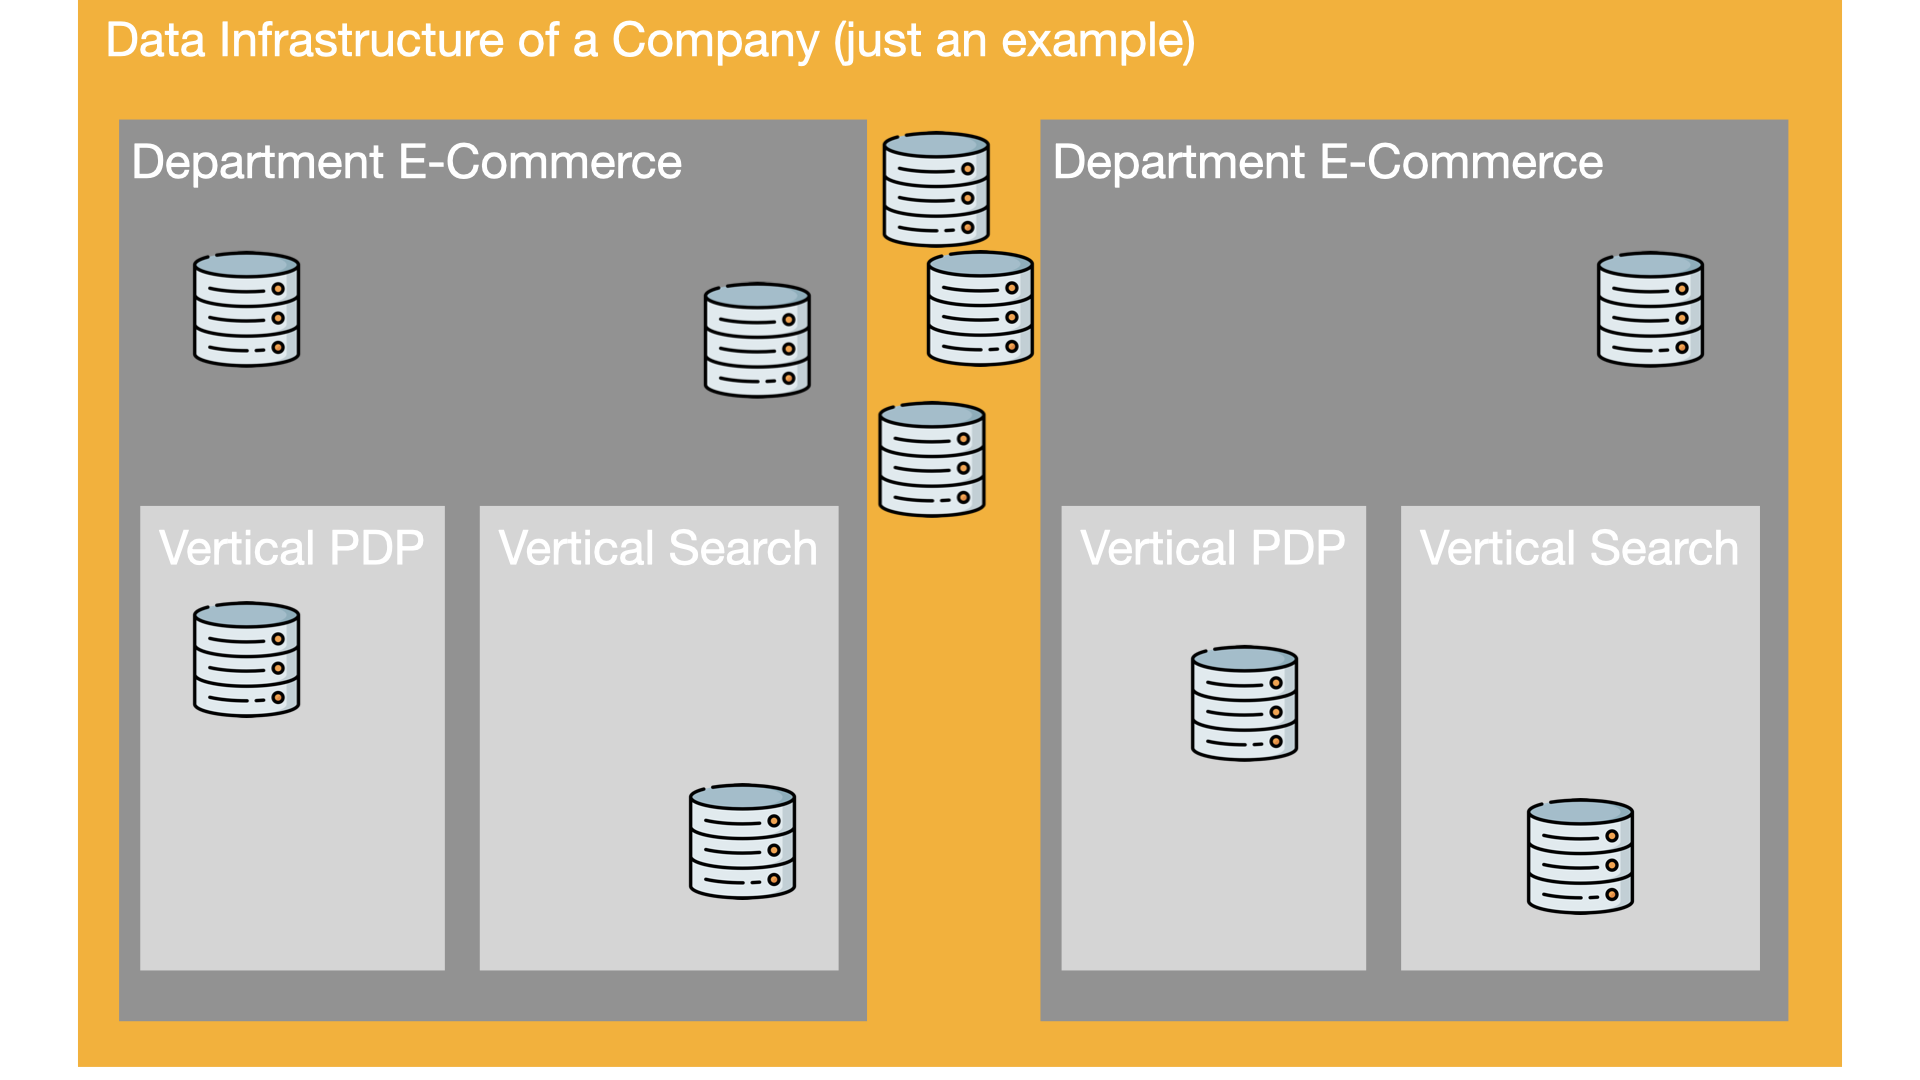 Data Infrastructure of a Company (just an example)
Department E-Commerce
Vertical PDP
Vertical Search
Department E-Commerce
Vertical PDP
Vertical Search